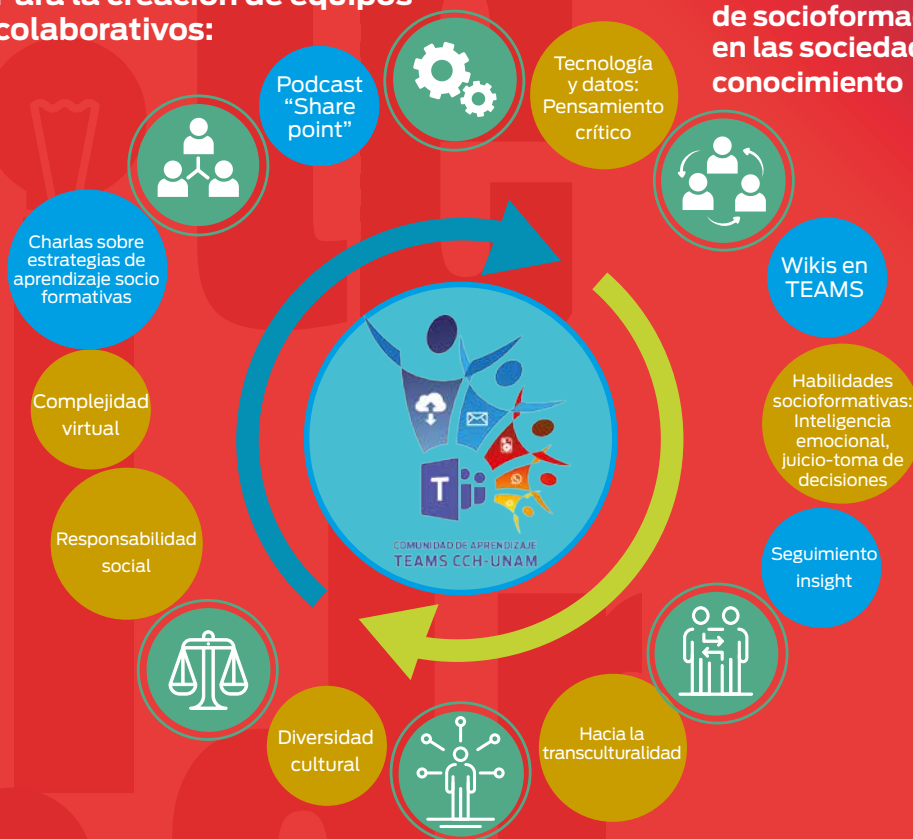 Para la creación de equipos
colaborativos:
de socioforma
en las sociedad
conocimiento
Podcast
“Share
point”
Tecnología
y datos:
Pensamiento
crítico
Charlas sobre
estrategias de
aprendizaje socio
formativas
Wikis en
TEAMS
Complejidad
virtual
Habilidades
socioformativas:
Inteligencia
emocional,
juicio-toma de
decisiones
T
COMUNIDAD DE APRENDIZAJE
TEAMS CCH-UNAM
Responsabilidad
social
Seguimiento
insight
Diversidad
cultural
Hacia la
transculturalidad